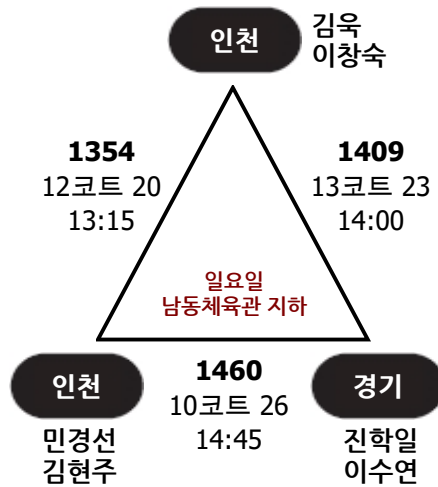 인천
김욱
이창숙
1354
12코트 20
13:15
1409
13코트 23
14:00
일요일
남동체육관 지하
인천
민경선
김현주
1460
10코트 26
14:45
경기
진학일
이수연